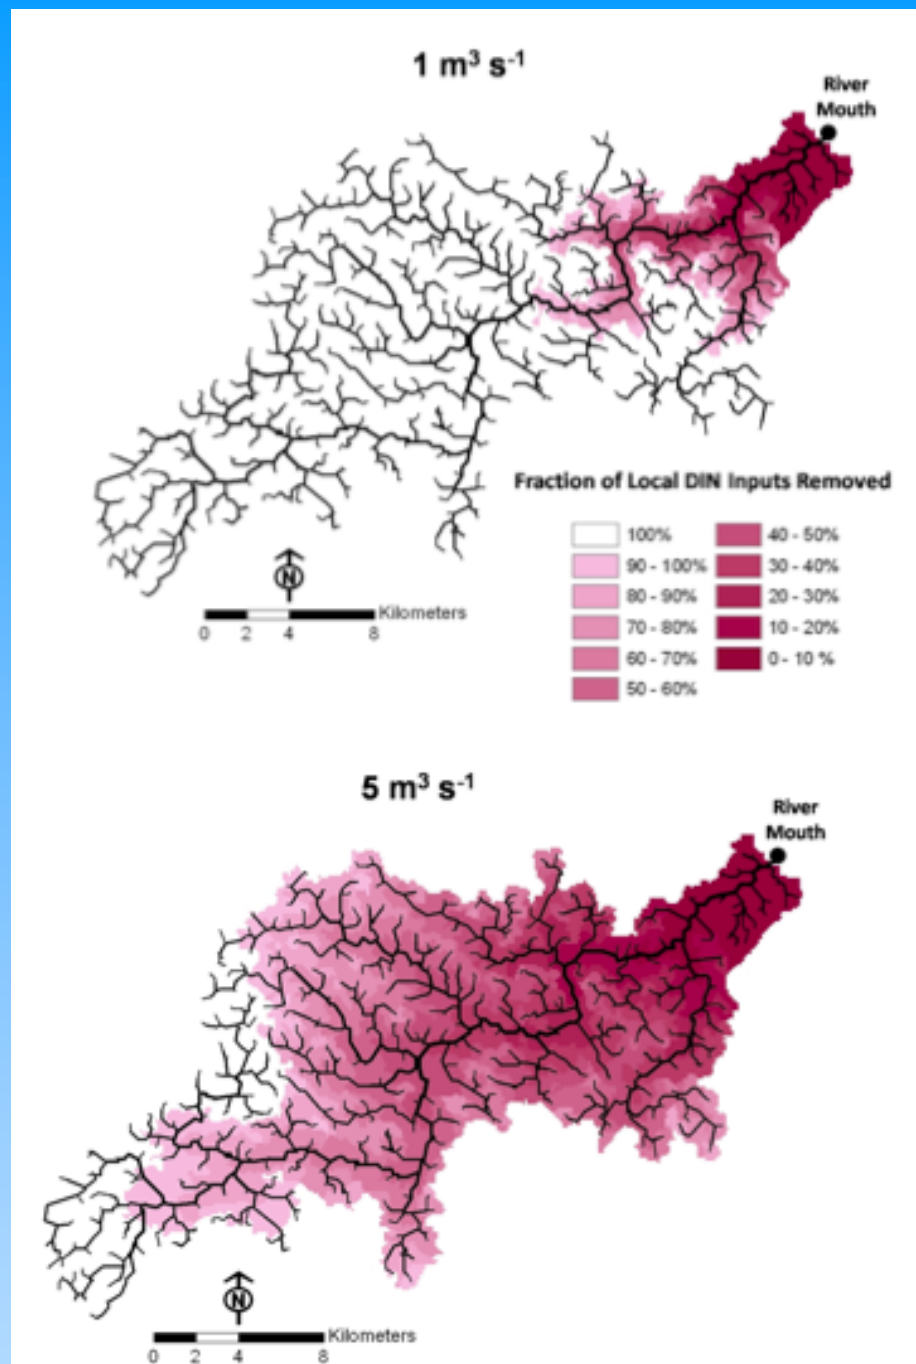 1 m³ s⁻¹
River
Mouth
Fraction of Local DIN Inputs Removed
100%
90 - 100%
80 - 90%
70 - 80%
60 - 70%
50 - 60%
40 - 50%
30 - 40%
20 - 30%
10 - 20%
0 - 10 %
N
Kilometers
0 2 4 8
5 m³ s⁻¹
River
Mouth
N
Kilometers
0 2 4 8